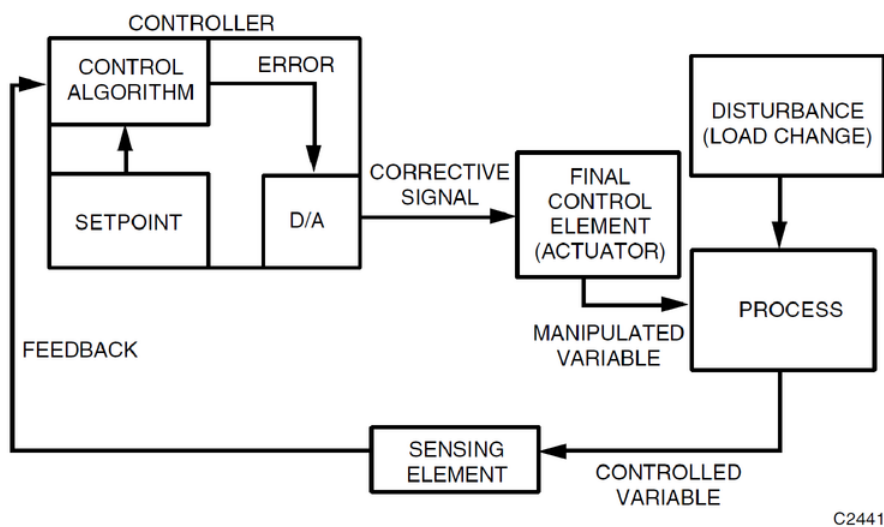 CONTROLLER
CONTROL
ALGORITHM
ERROR
SETPOINT
D/A
CORRECTIVE
SIGNAL
FINAL
CONTROL
ELEMENT
(ACTUATOR)
DISTURBANCE
(LOAD CHANGE)
PROCESS
MANIPULATED
VARIABLE
FEEDBACK
SENSING
ELEMENT
CONTROLLED
VARIABLE
C2441